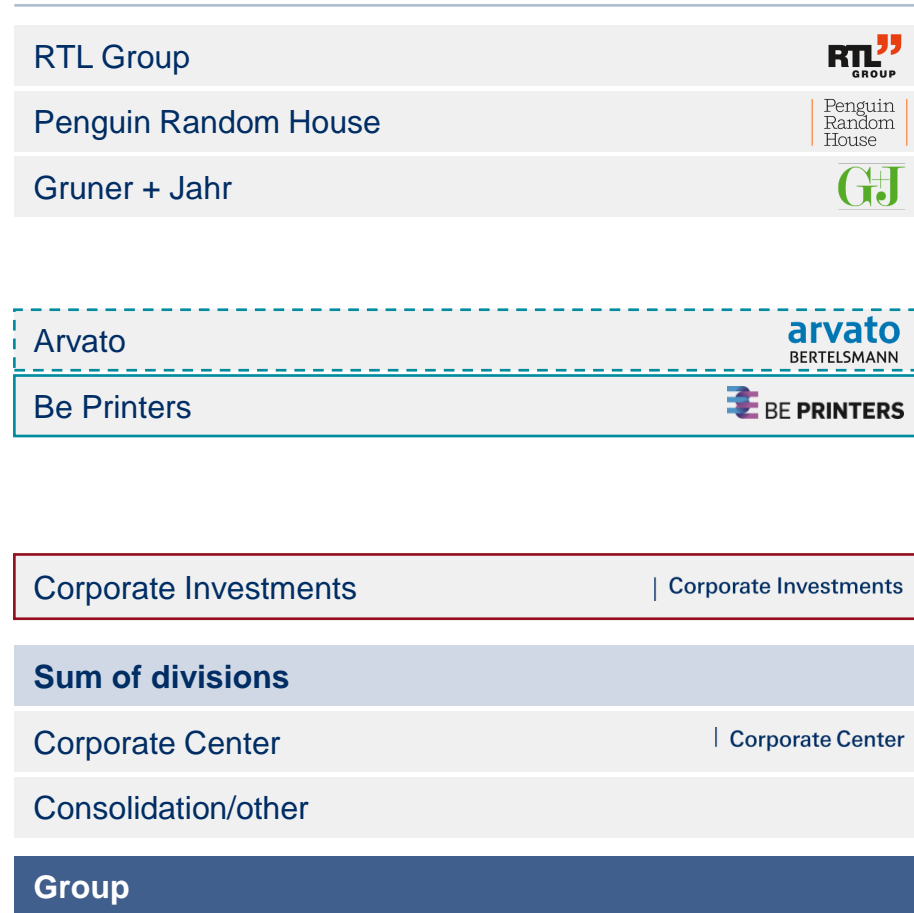 RTL Group
RTL
GROUP
Penguin Random House
Penguin
Random
House
Gruner + Jahr
G+J
Arvato
arvato
BERTELSMANN
Be Printers
BE PRINTERS
Corporate Investments
| Corporate Investments
Sum of divisions
Corporate Center
| Corporate Center
Consolidation/other
Group